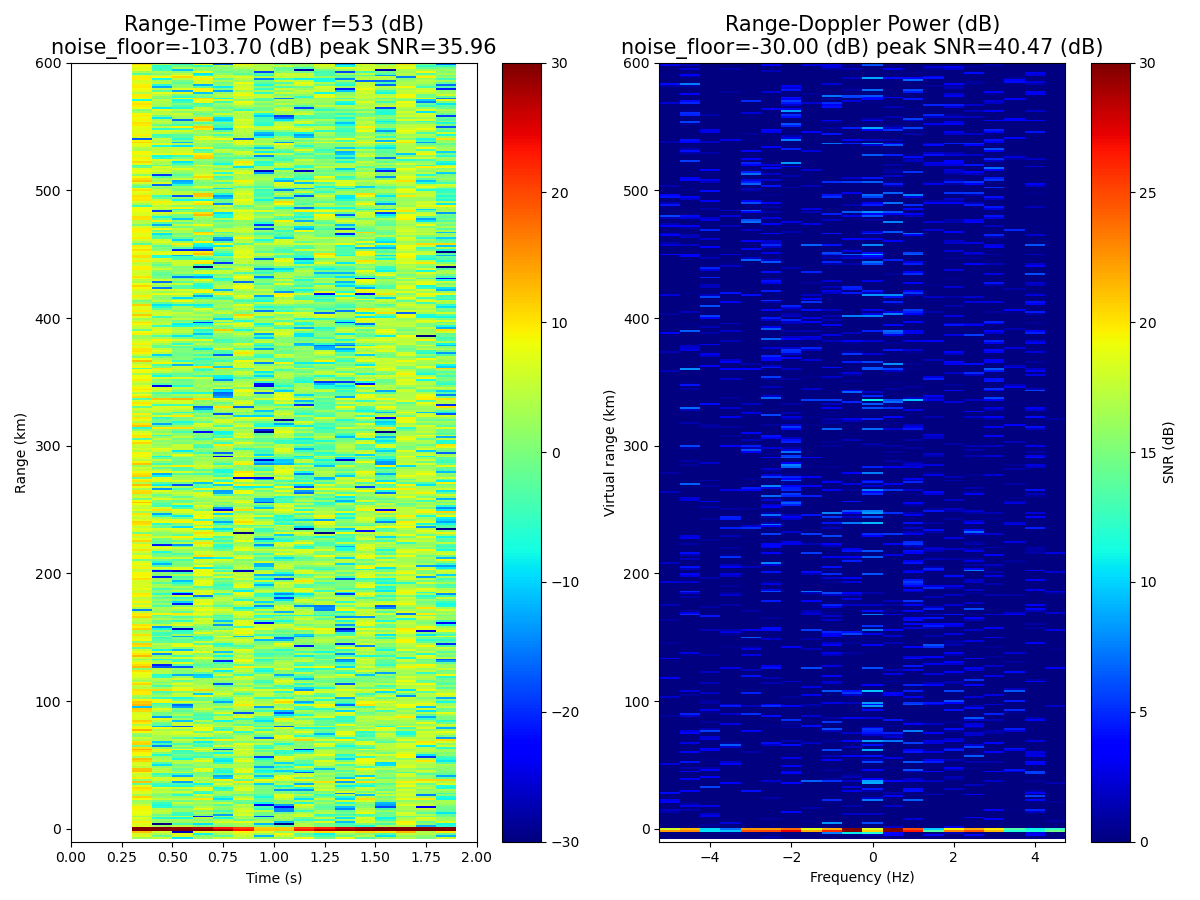 Range-Time Power f=53 (dB)
noise_floor=-103.70 (dB) peak SNR=35.96
Range-Doppler Power (dB)
noise_floor=-30.00 (dB) peak SNR=40.47 (dB)
600
500
400
300
200
100
0
Range (km)
0.00 0.25 0.50 0.75 1.00 1.25 1.50 1.75 2.00
Time (s)
30
20
10
0
−10
−20
−30
600
500
400
300
200
100
0
Virtual range (km)
−4 −2 0 2 4
Frequency (Hz)
30
25
20
15
10
5
0
SNR (dB)